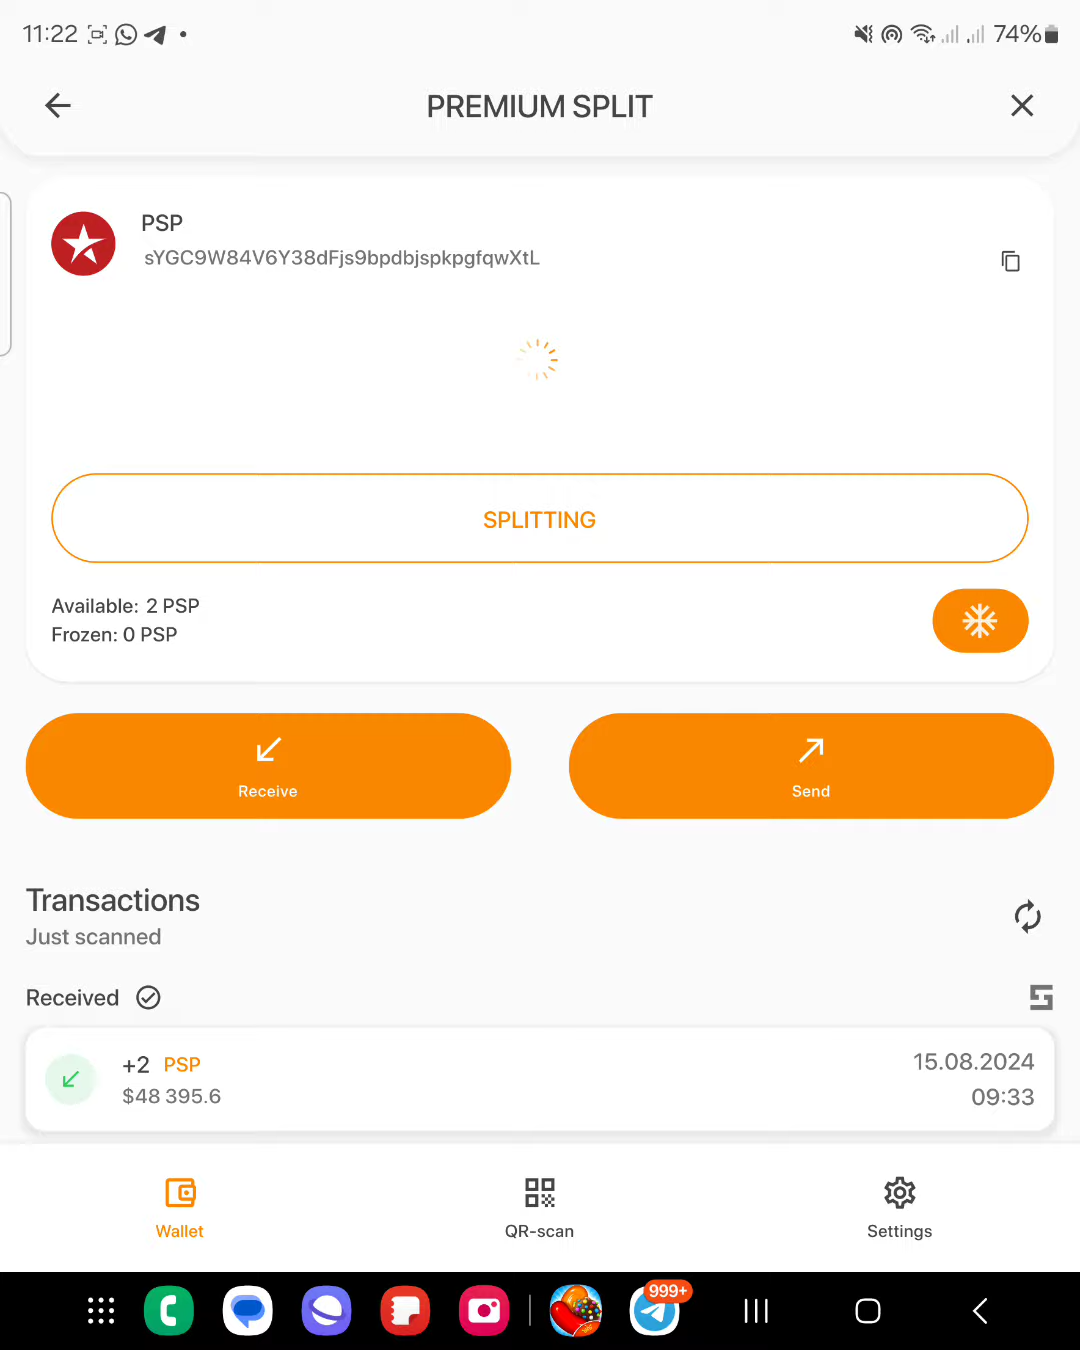 11:22
74%
PREMIUM SPLIT
PSP
sYGC9W84V6Y38dFjs9bpdbjspkpgfqwXtL
SPLITTING
Available: 2 PSP
Frozen: 0 PSP
Receive
Send
Transactions
Just scanned
Received
+2 PSP
15.08.2024
$48 395.6
09:33
Wallet
QR-scan
Settings
999+